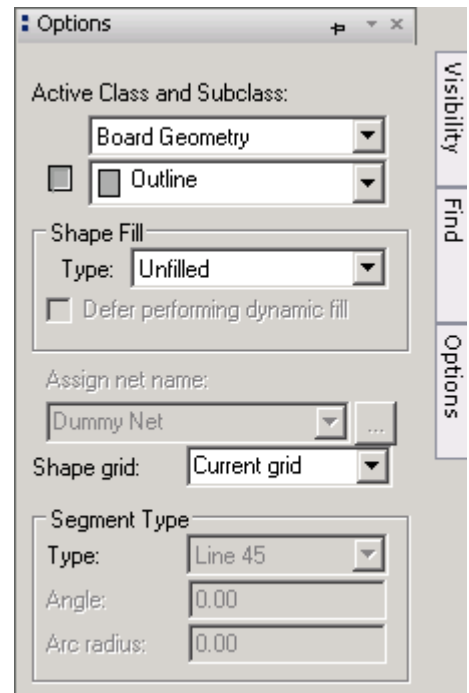 Options
Active Class and Subclass:
Board Geometry
Outline
Shape Fill
Type: Unfilled
Defer performing dynamic fill
Assign net name:
Dummy Net ...
Shape grid: Current grid
Segment Type
Type: Line 45
Angle: 0.00
Arc radius: 0.00
Visibility
Find
Options